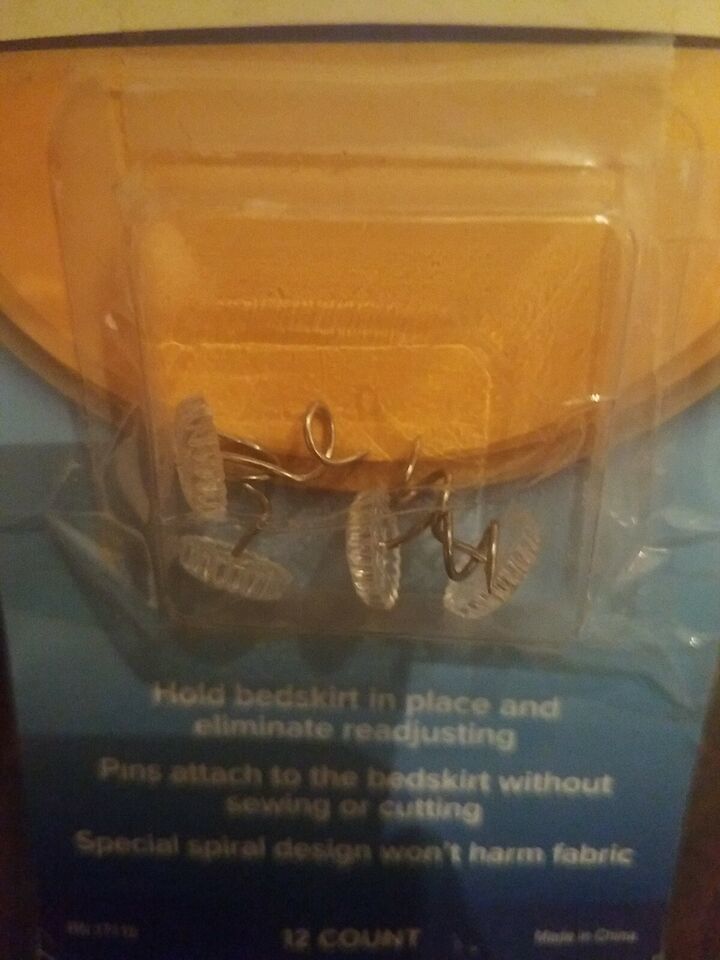 Hold bedskirt in place and
eliminate readjusting
Pins attach to the bedskirt without
sewing or cutting
Special spiral design won't harm fabric
12 COUNT
Made in China